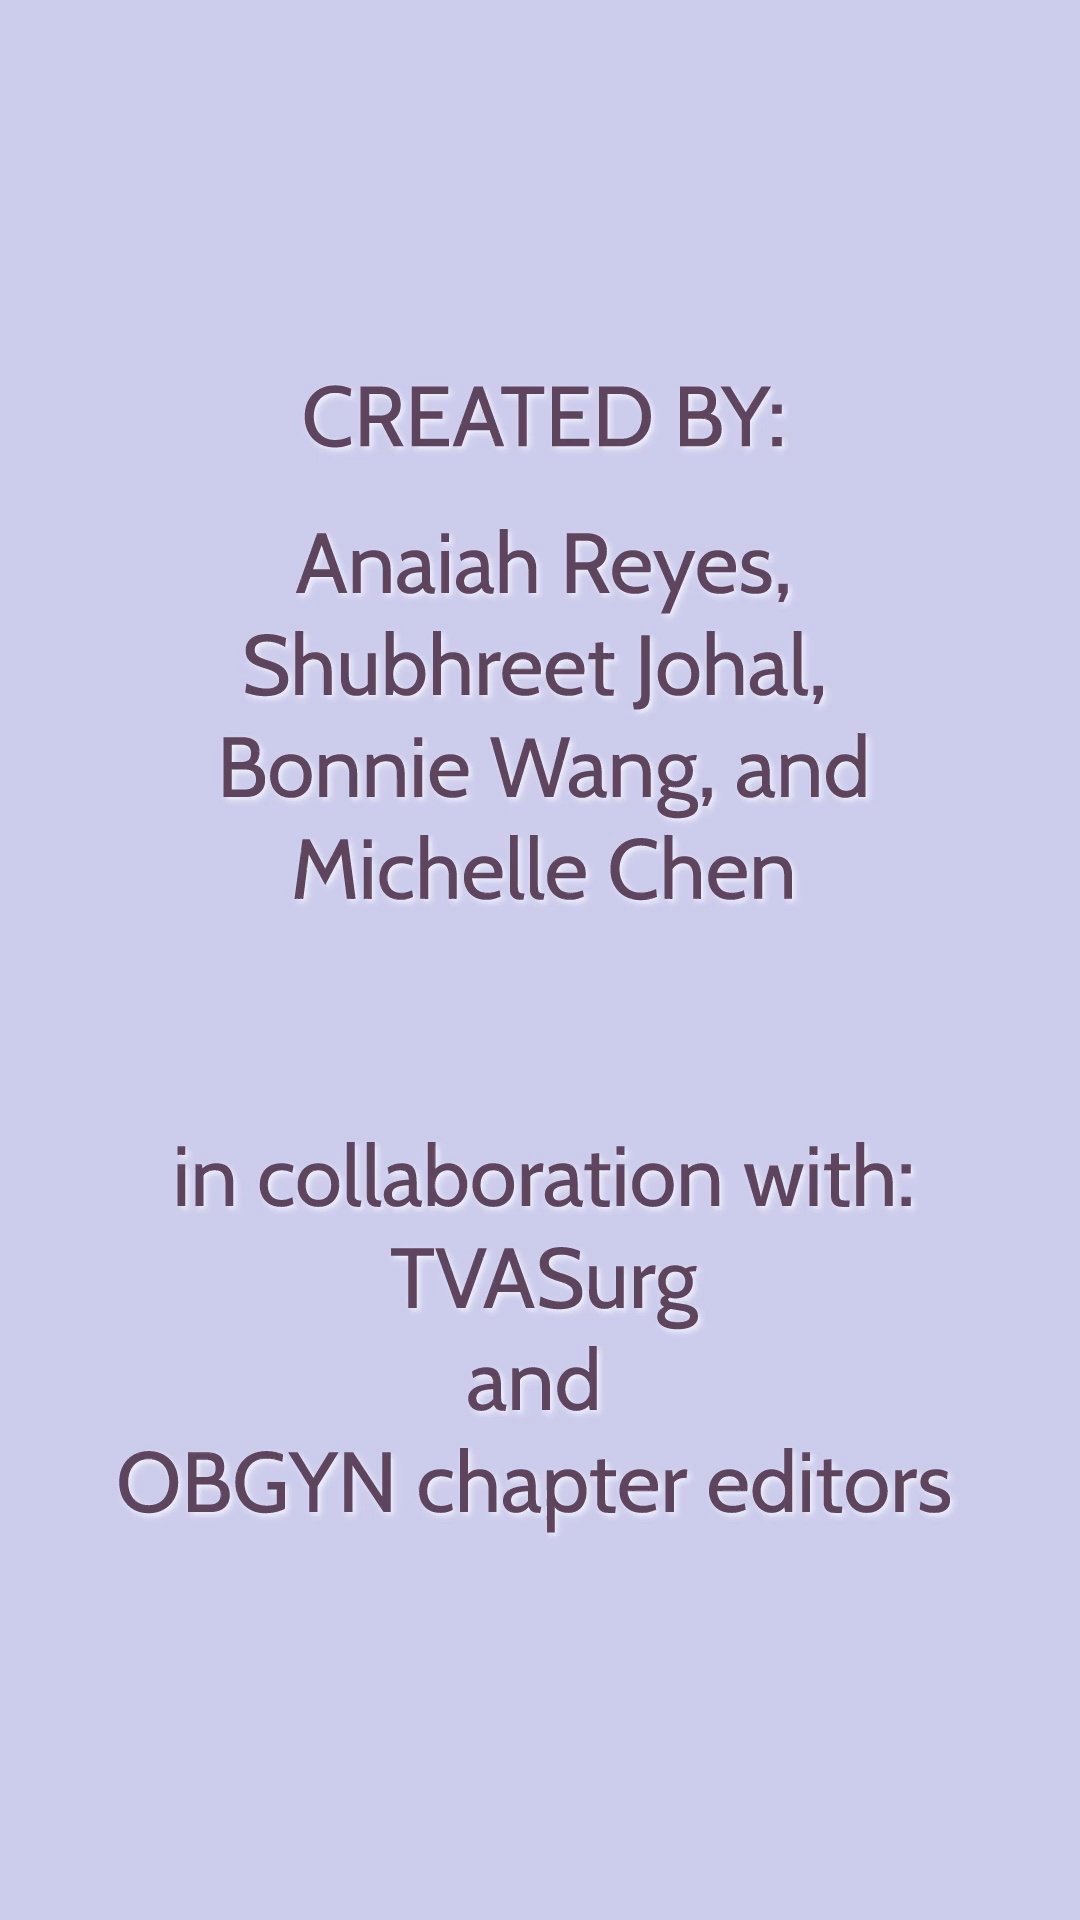 CREATED BY:
Anaiah Reyes,
Shubhreet Johal,
Bonnie Wang, and
Michelle Chen
in collaboration with:
TVASurg
and
OBGYN chapter editors